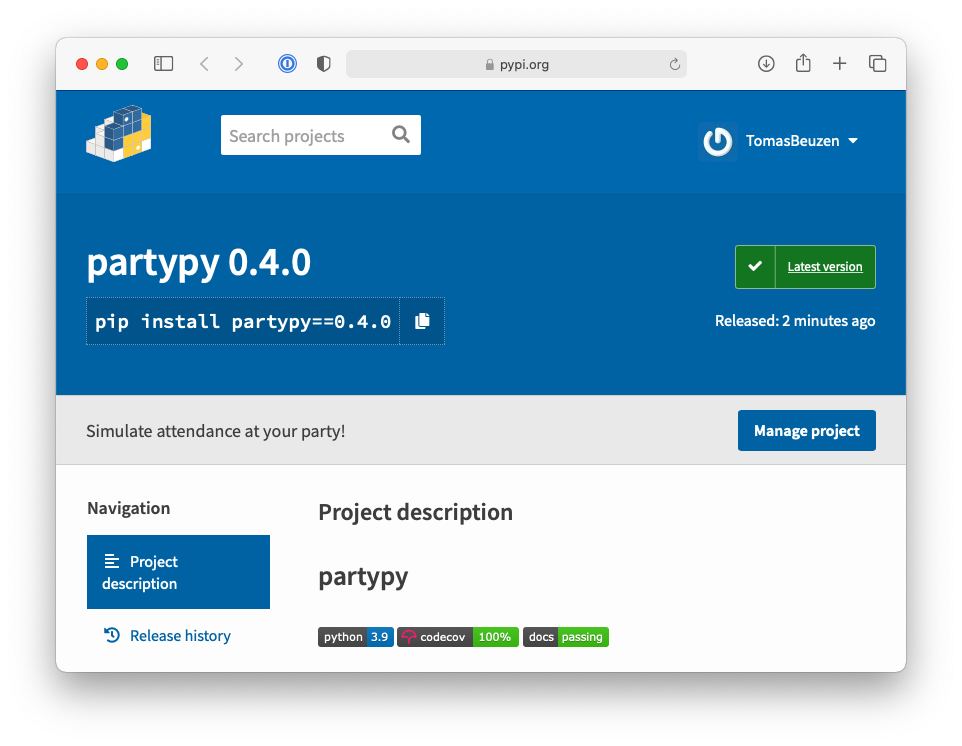 pypi.org
Search projects
TomasBeuzen
partypy 0.4.0
Latest version
pip install partypy==0.4.0
Released: 2 minutes ago
Simulate attendance at your party!
Manage project
Navigation
Project description
Project
description
Release history
partypy
python 3.9 codecov 100% docs passing